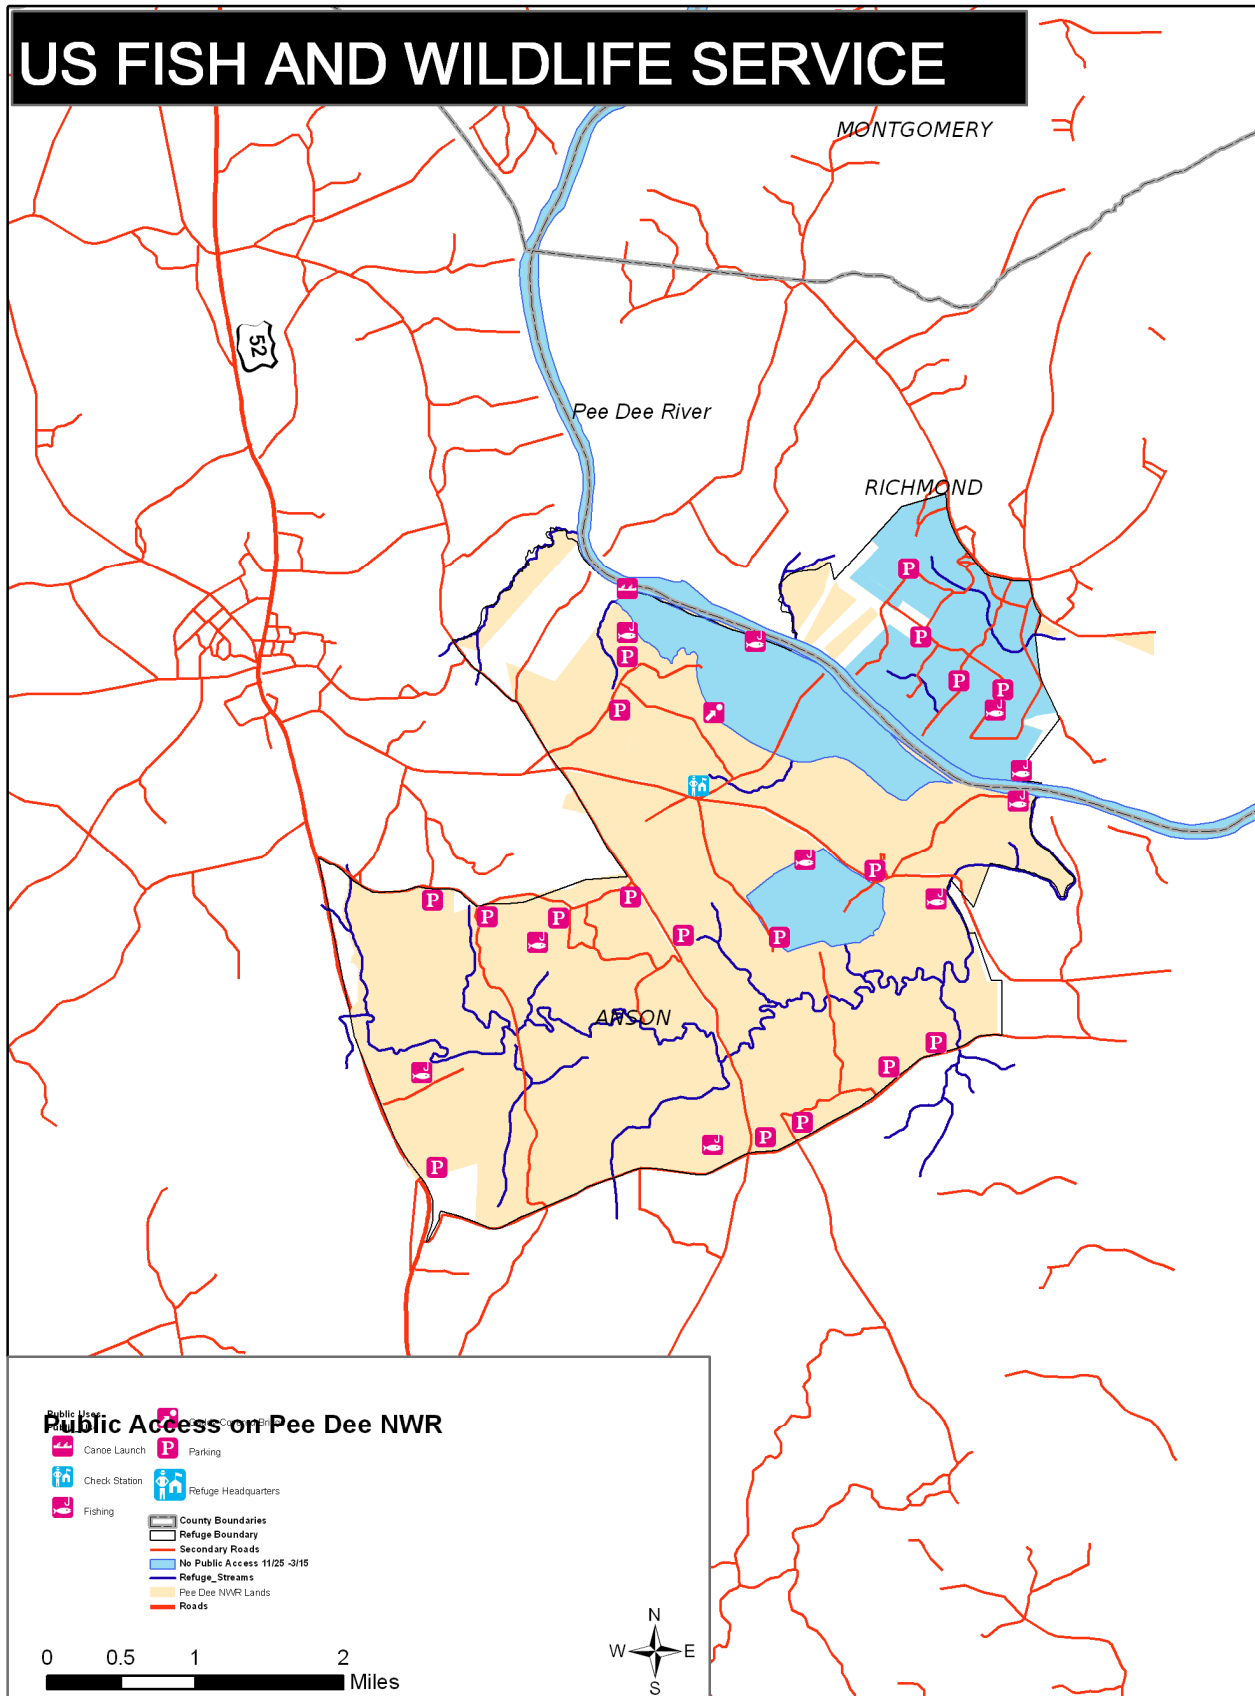 US FISH AND WILDLIFE SERVICE
MONTGOMERY
52
Pee Dee River
RICHMOND
P
P
P
P
P
P
P
P
P
P
P
P
P
ANSON
P
P
P
P
P
Public Uses
Public Access on Pee Dee NWR
Canoe Launch
P
Parking
Check Station
Refuge Headquarters
Fishing
County Boundaries
Refuge Boundary
Secondary Roads
No Public Access 11/25 -3/15
Refuge_Streams
Pee Dee NWR Lands
Roads
N
W
E
S
0
0.5
1
2
Miles